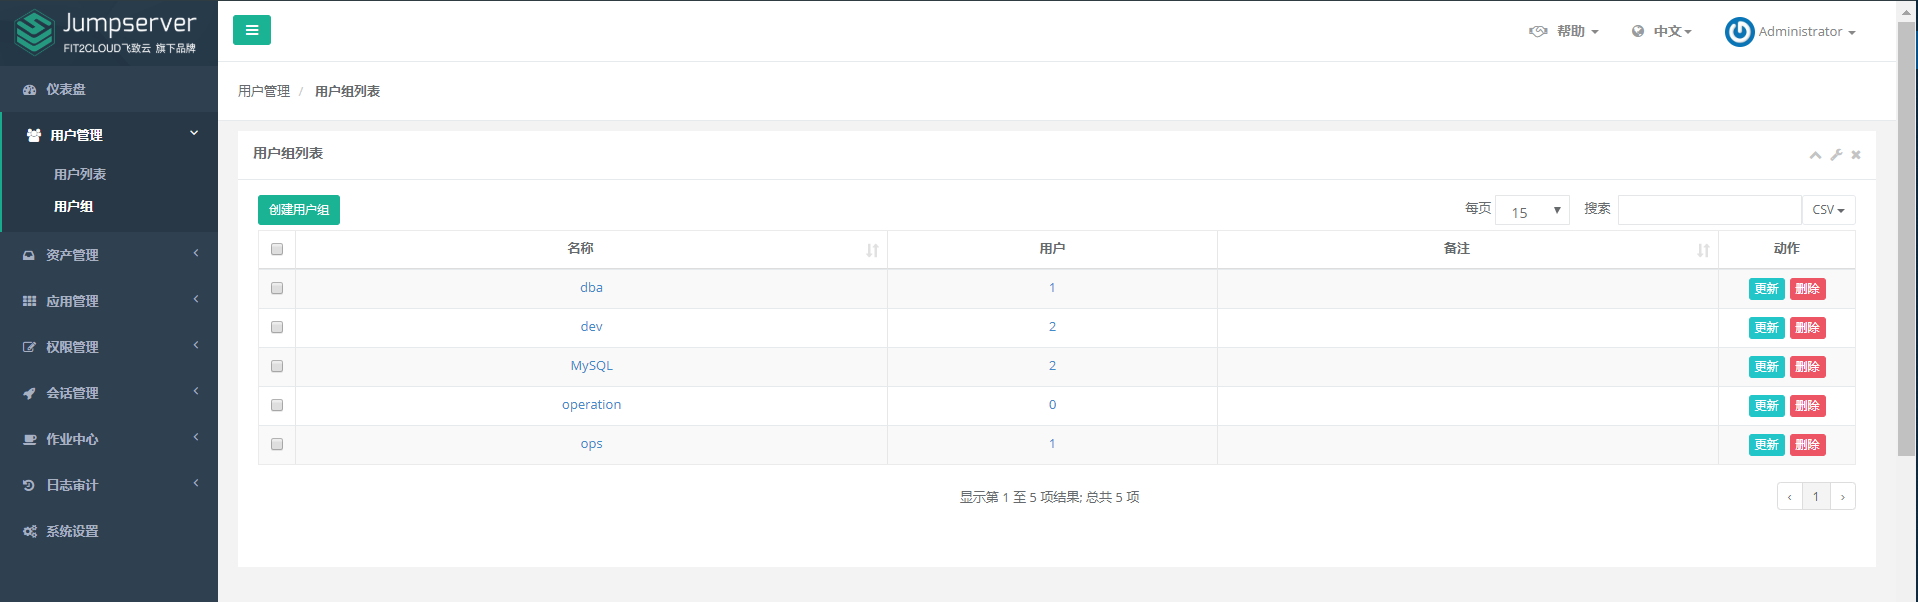 Jumpserver
FIT2CLOUD飞致云 旗下品牌
帮助
中文
Administrator
仪表盘
用户管理
用户列表
用户组
资产管理
应用管理
权限管理
会话管理
作业中心
日志审计
系统设置
用户管理 / 用户组列表
用户组列表
创建用户组
每页 15 搜索 CSV
名称 用户 备注 动作
dba 1 更新 删除
dev 2 更新 删除
MySQL 2 更新 删除
operation 0 更新 删除
ops 1 更新 删除
显示第 1 至 5 项结果; 总共 5 项
‹ 1 ›